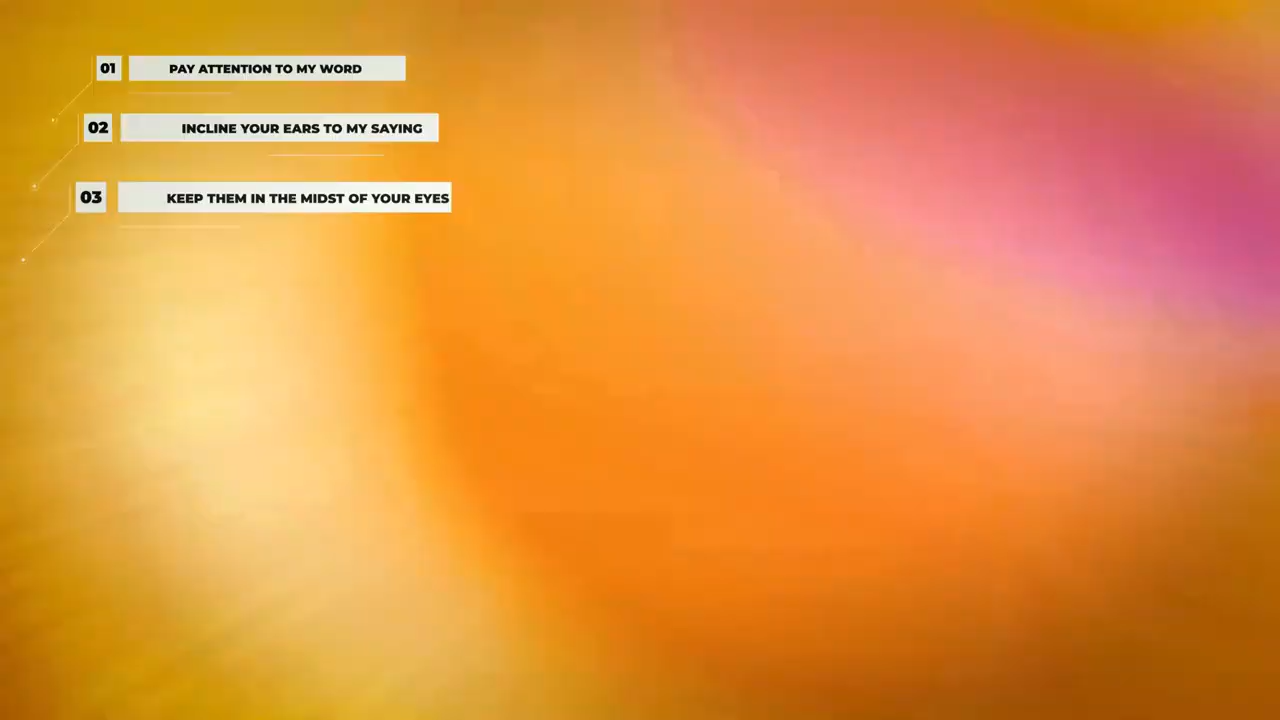 01 PAY ATTENTION TO MY WORD
02 INCLINE YOUR EARS TO MY SAYING
03 KEEP THEM IN THE MIDST OF YOUR EYES